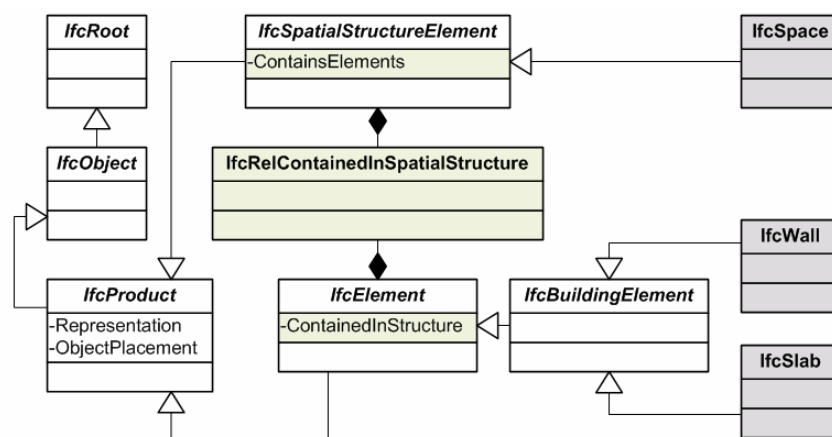 IfcRoot
IfcSpatialStructureElement
-ContainsElements
IfcSpace
IfcObject
IfcRelContainedInSpatialStructure
IfcWall
IfcProduct
-Representation
-ObjectPlacement
IfcElement
-ContainedInStructure
IfcBuildingElement
IfcSlab